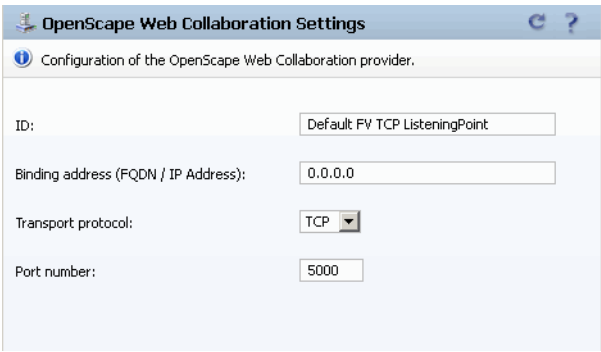 OpenScape Web Collaboration Settings
Configuration of the OpenScape Web Collaboration provider.
ID: Default FV TCP ListeningPoint
Binding address (FQDN / IP Address): 0.0.0.0
Transport protocol: TCP
Port number: 5000